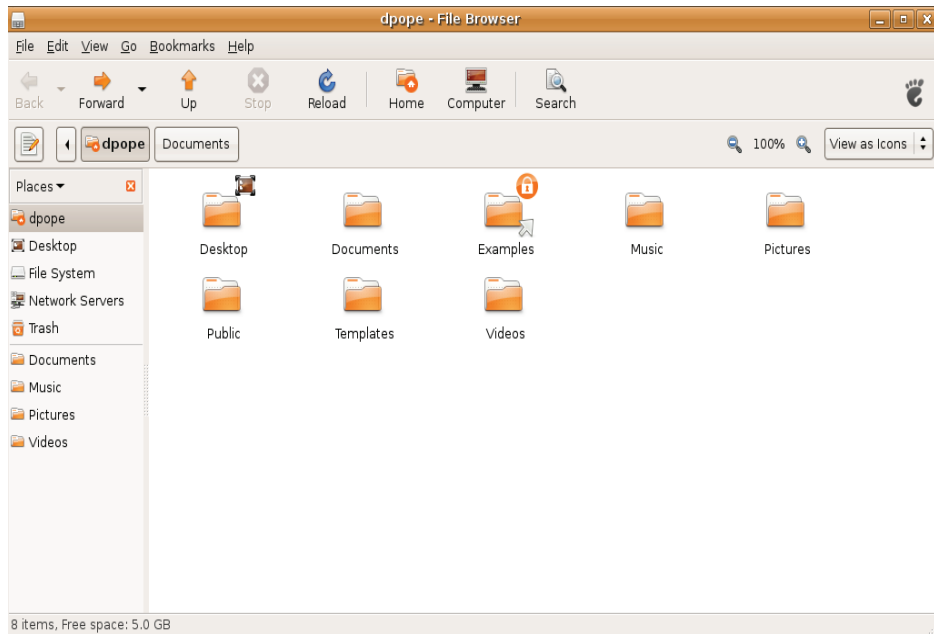 dpope - File Browser
File Edit View Go Bookmarks Help
Back Forward Up Stop Reload Home Computer Search
dpope Documents 100% View as Icons
Places
dpope
Desktop
File System
Network Servers
Trash
Documents
Music
Pictures
Videos
Desktop Documents Examples Music Pictures
Public Templates Videos
8 items, Free space: 5.0 GB